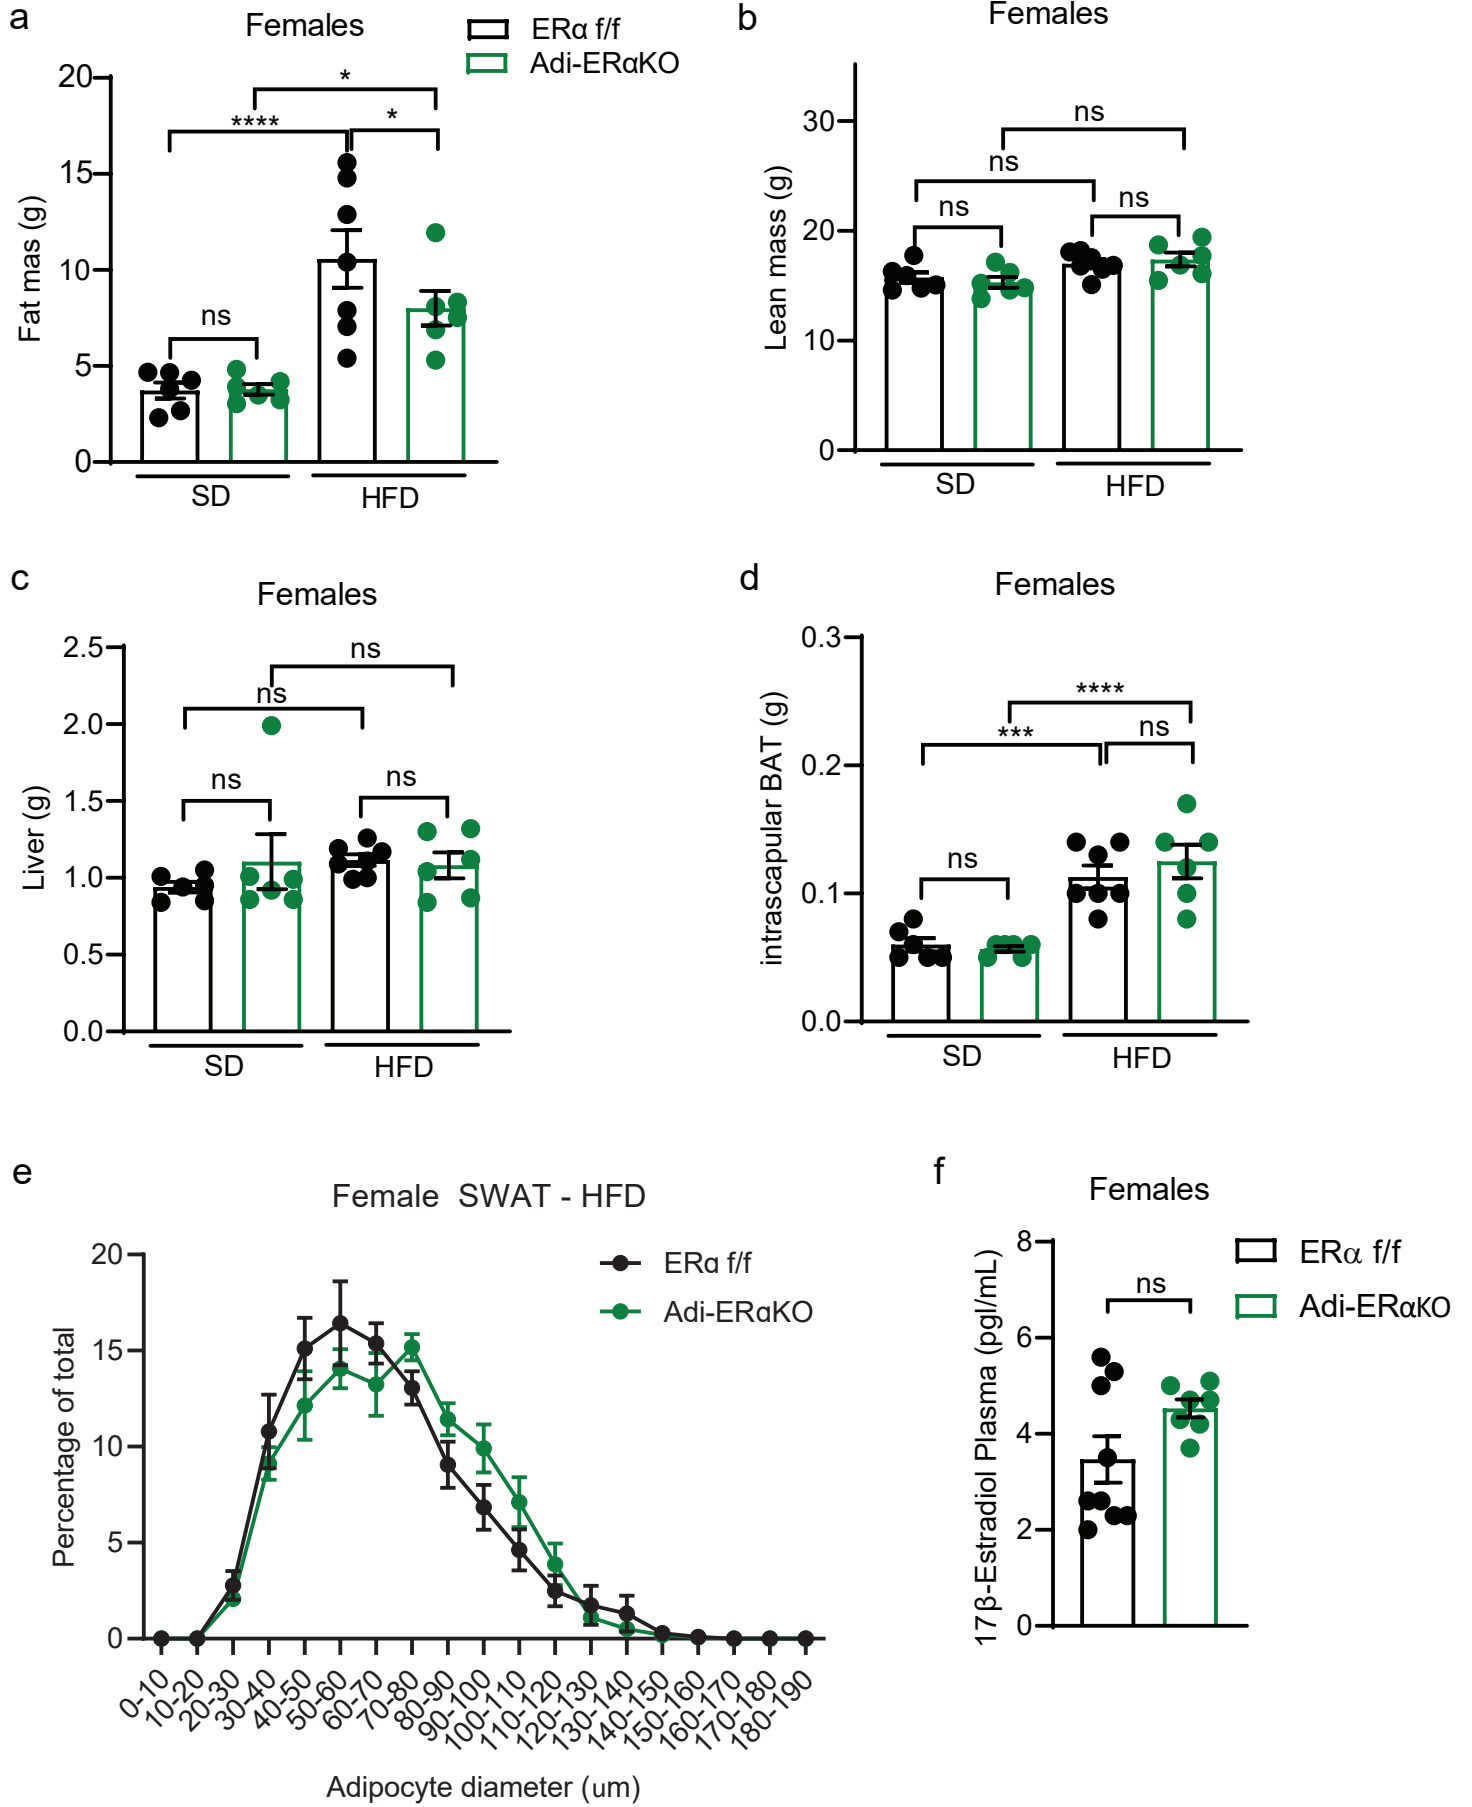 a
Females
ERα f/f
Adi-ERαKO
Fat mas (g)
20
15
10
5
0
*
****
*
ns
SD
HFD
b
Females
Lean mass (g)
30
20
10
0
ns
ns
ns
ns
SD
HFD
c
Females
Liver (g)
2.5
2.0
1.5
1.0
0.5
0.0
ns
ns
ns
ns
SD
HFD
d
Females
intrascapular BAT (g)
0.3
0.2
0.1
0.0
****
***
ns
ns
SD
HFD
e
Female SWAT - HFD
ERα f/f
Adi-ERαKO
Percentage of total
20
15
10
5
0
0-10
10-20
20-30
30-40
40-50
50-60
60-70
70-80
80-90
90-100
100-110
110-120
120-130
130-140
140-150
150-160
160-170
170-180
180-190
Adipocyte diameter (um)
f
Females
ERα f/f
Adi-ERαKO
17β-Estradiol Plasma (pgl/mL)
8
6
4
2
0
ns